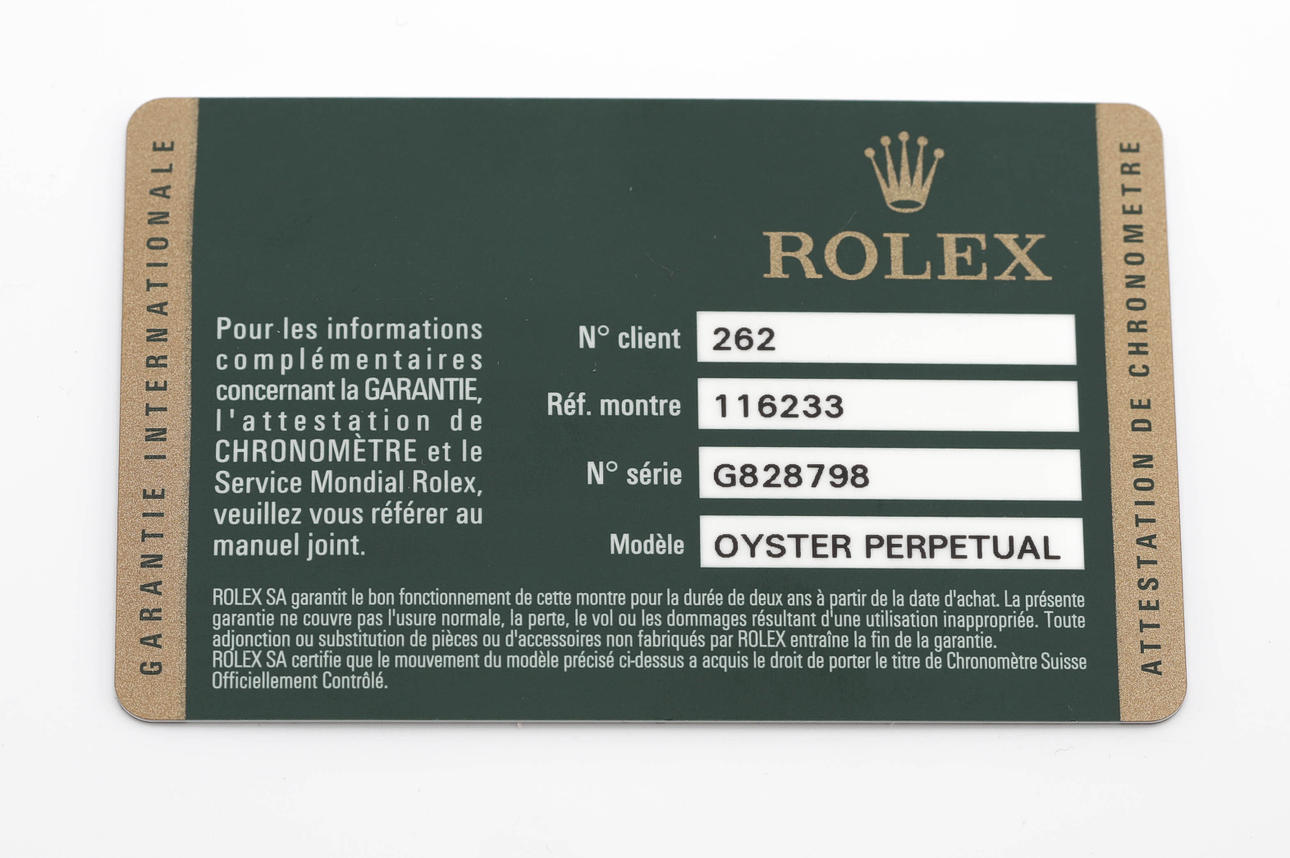 GARANTIE INTERNATIONALE
ROLEX
Pour les informations
complémentaires
concernant la GARANTIE,
l'attestation de
CHRONOMÈTRE et le
Service Mondial Rolex,
veuillez vous référer au
manuel joint.
N° client 262
Réf. montre 116233
N° série G828798
Modèle OYSTER PERPETUAL
ROLEX SA garantit le bon fonctionnement de cette montre pour la durée de deux ans à partir de la date d'achat. La présente
garantie ne couvre pas l'usure normale, la perte, le vol ou les dommages résultant d'une utilisation inappropriée. Toute
adjonction ou substitution de pièces ou d'accessoires non fabriqués par ROLEX entraîne la fin de la garantie.
ROLEX SA certifie que le mouvement du modèle précisé ci-dessus a acquis le droit de porter le titre de Chronomètre Suisse
Officiellement Contrôlé.
ATTESTATION DE CHRONOMETRE